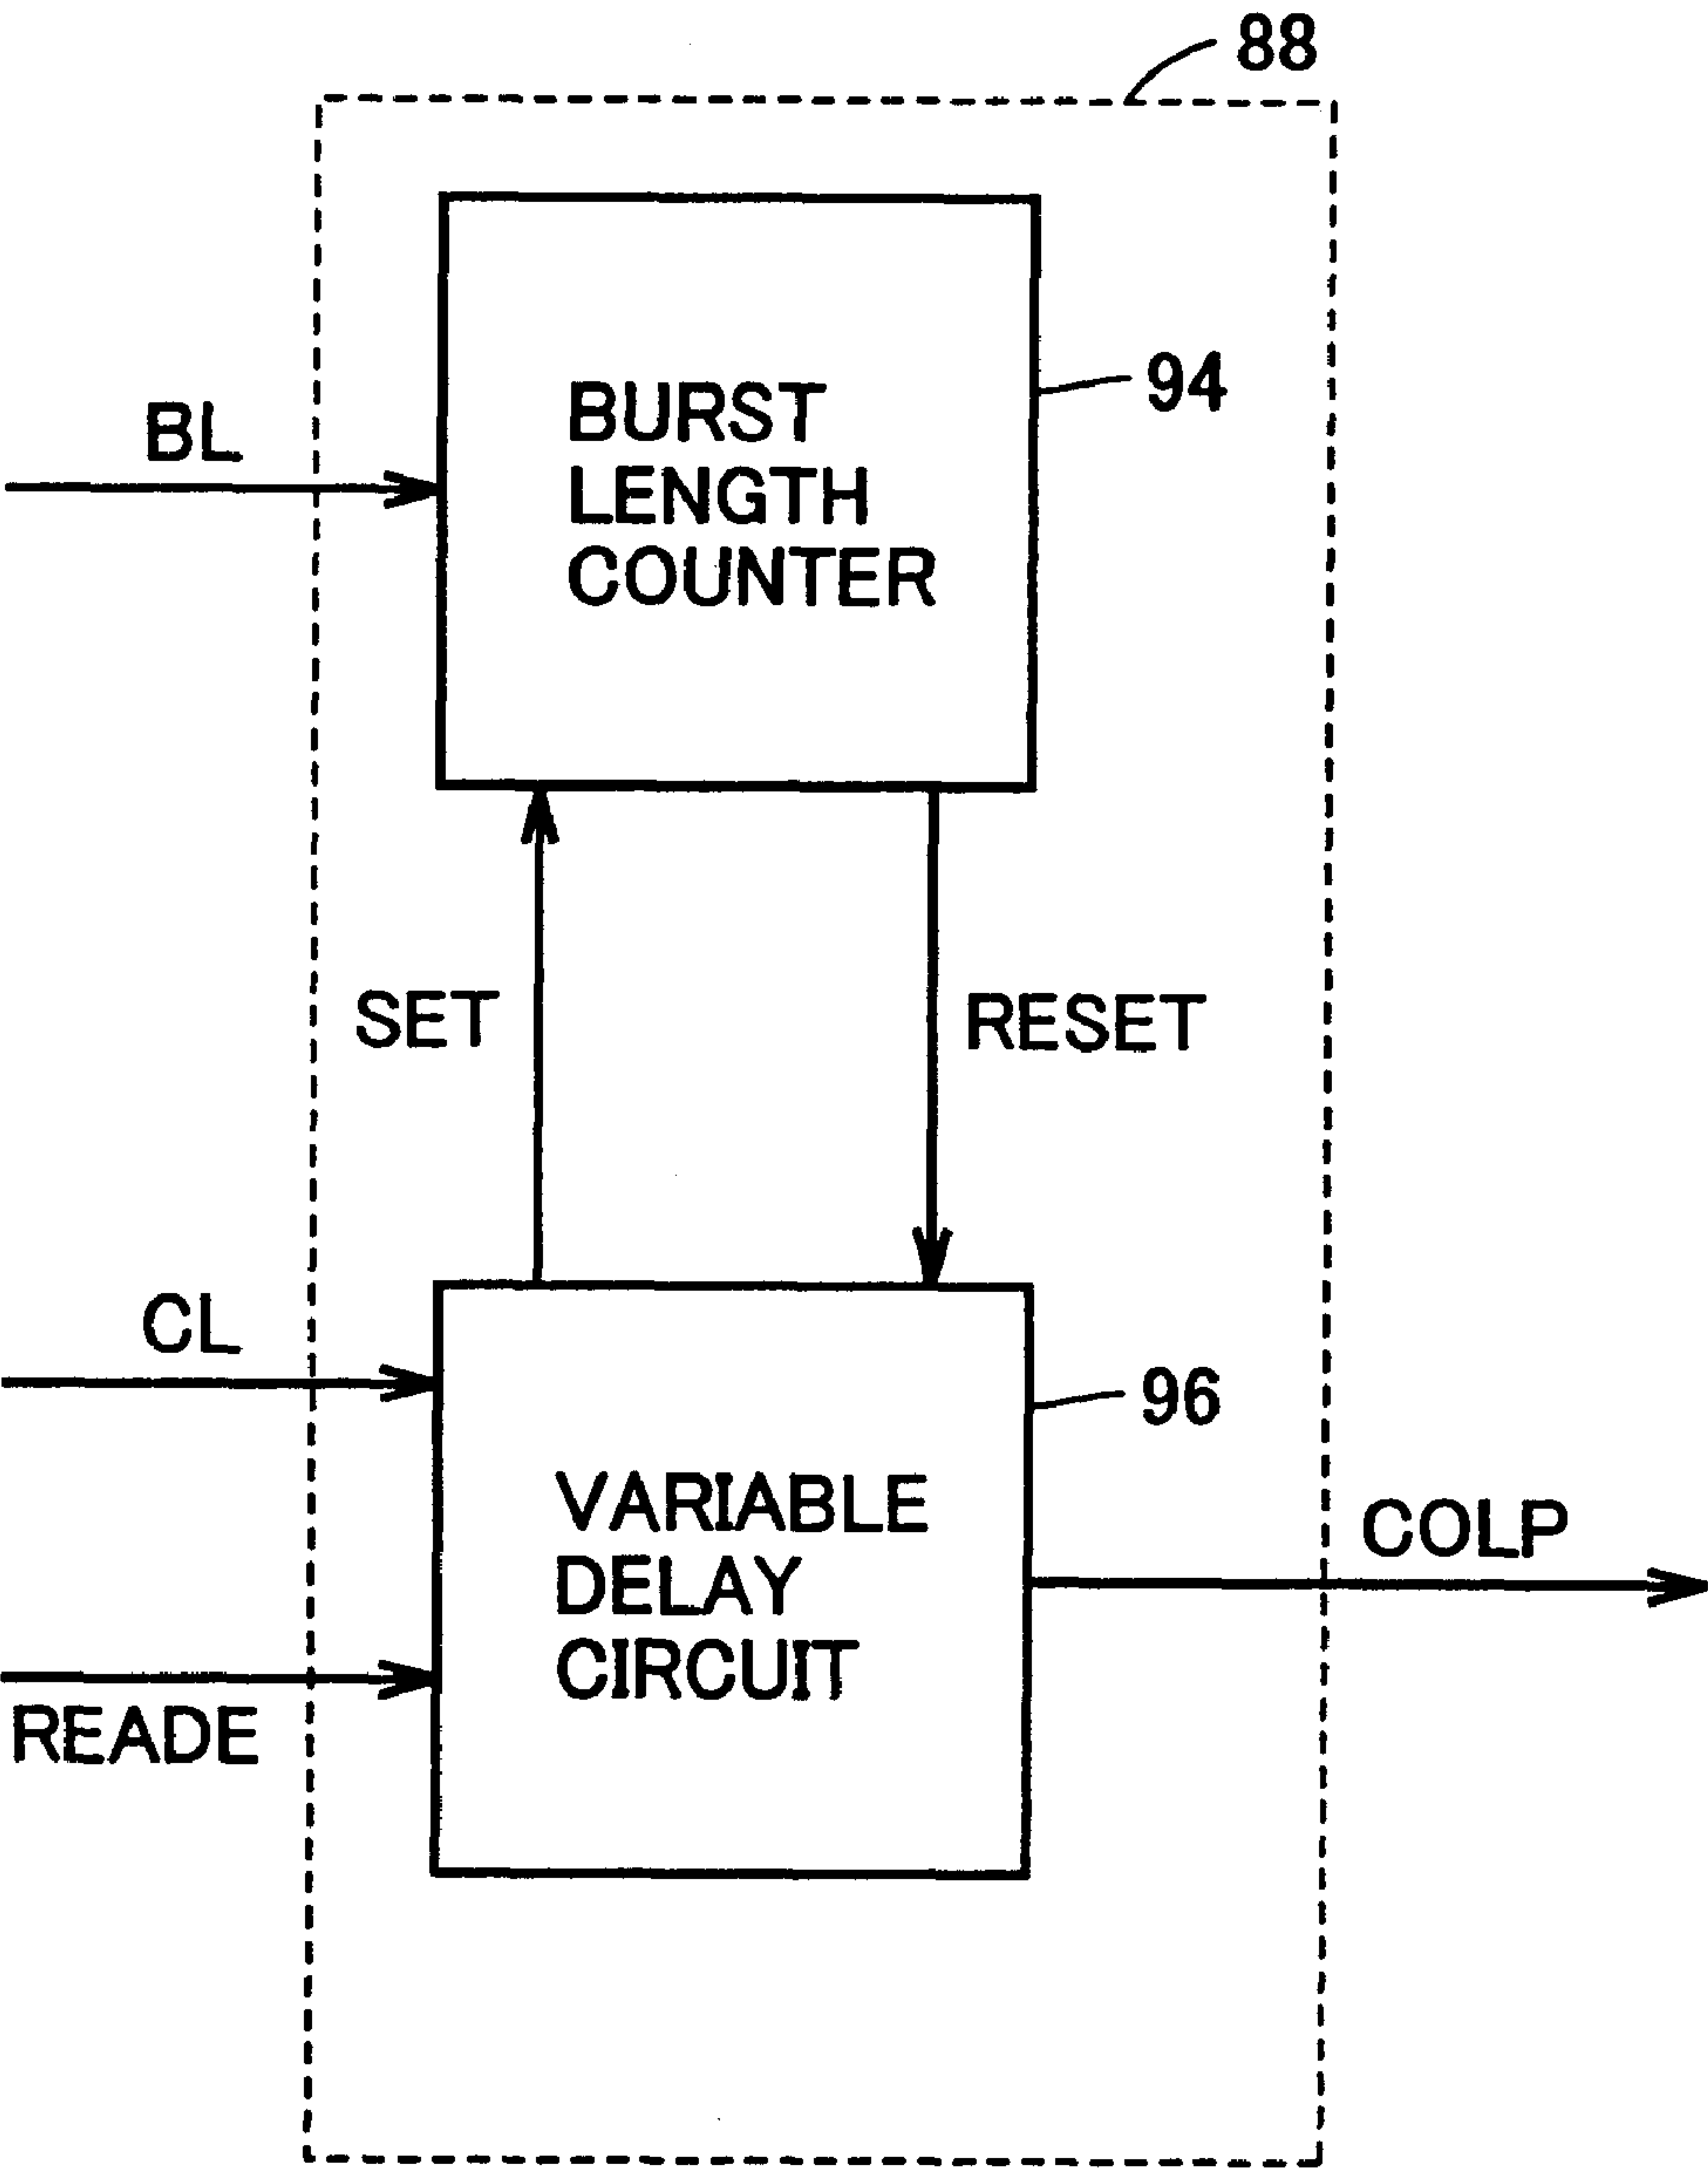 88
BURST
LENGTH
COUNTER
94
BL
SET
RESET
CL
96
VARIABLE
DELAY
CIRCUIT
COLP
READE